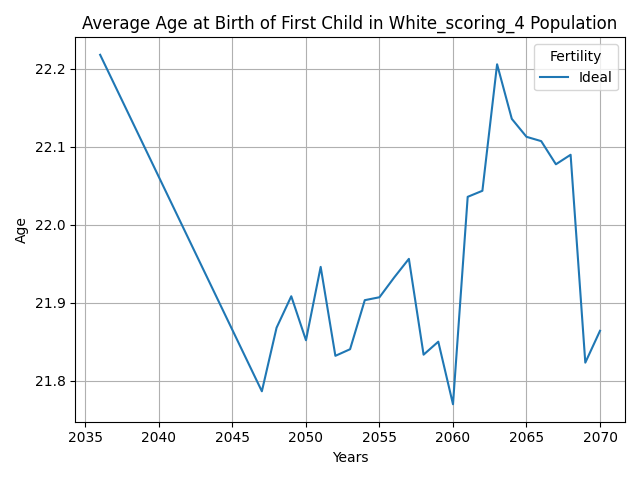 Average Age at Birth of First Child in White_scoring_4 Population
Fertility
Ideal
22.2
22.1
22.0
21.9
21.8
Age
2035 2040 2045 2050 2055 2060 2065 2070
Years